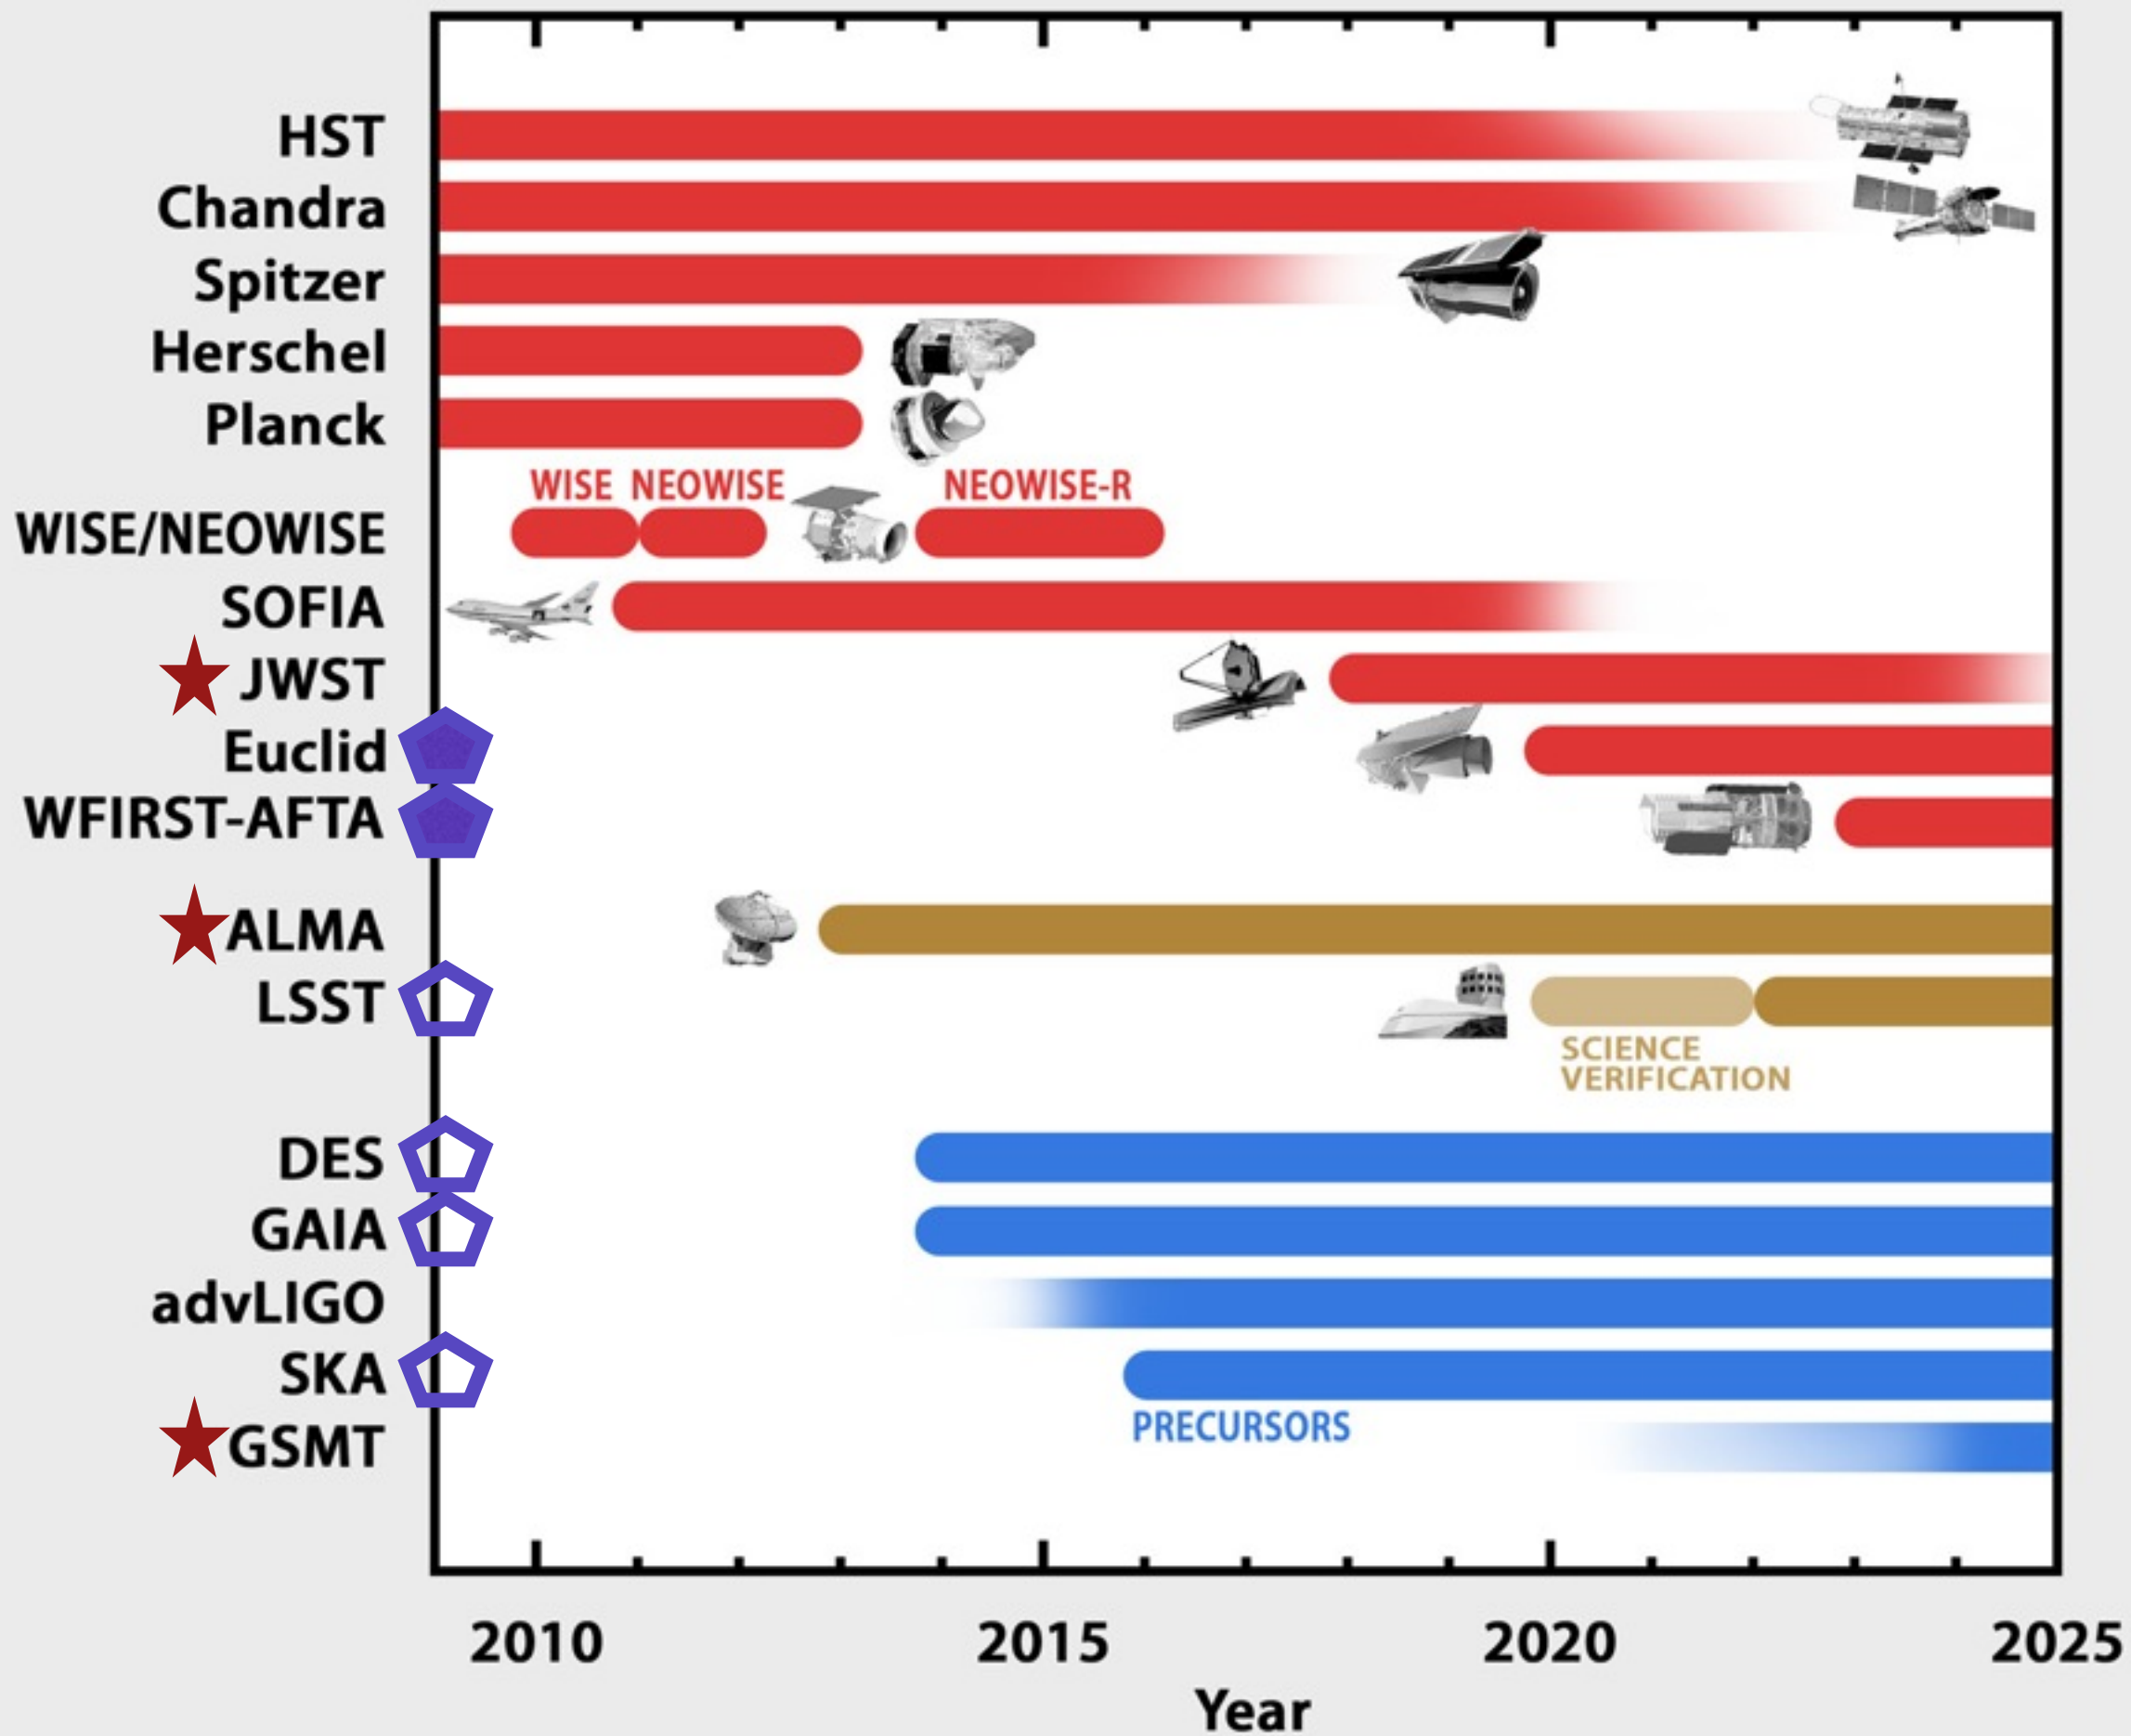 HST
Chandra
Spitzer
Herschel
Planck
WISE NEOWISE NEOWISE-R
WISE/NEOWISE
SOFIA
JWST
Euclid
WFIRST-AFTA
ALMA
LSST
SCIENCE
VERIFICATION
DES
GAIA
advLIGO
SKA
PRECURSORS
GSMT
2010 2015 2020 2025
Year